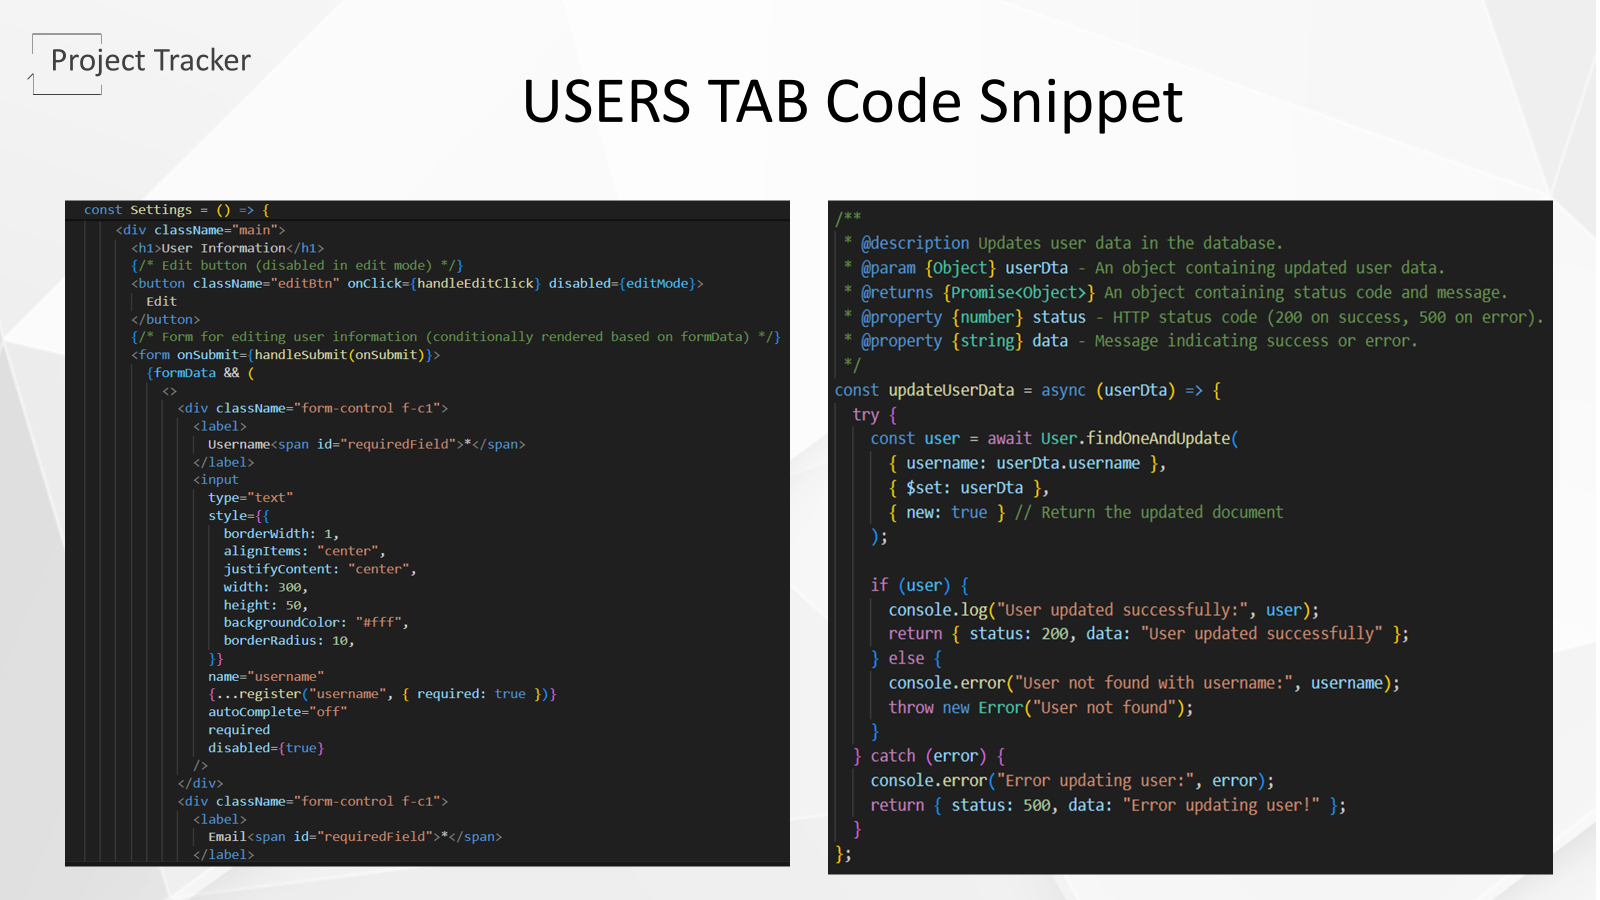 Project Tracker
USERS TAB Code Snippet
const Settings = () => {
<div className="main">
<h1>User Information</h1>
{/* Edit button (disabled in edit mode) */}
<button className="editBtn" onClick={handleEditClick} disabled={editMode}>
Edit
</button>
{/* Form for editing user information (conditionally rendered based on formData) */}
<form onSubmit={handleSubmit(onSubmit)}>
{formData && (
<>
<div className="form-control f-c1">
<label>
Username<span id="requiredField">*</span>
</label>
<input
type="text"
style={{
borderWidth: 1,
alignItems: "center",
justifyContent: "center",
width: 300,
height: 50,
backgroundColor: "#fff",
borderRadius: 10,
}}
name="username"
{...register("username", { required: true })}
autoComplete="off"
required
disabled={true}
/>
</div>
<div className="form-control f-c1">
<label>
Email<span id="requiredField">*</span>
</label>
/**
* @description Updates user data in the database.
* @param {Object} userDta - An object containing updated user data.
* @returns {Promise<Object>} An object containing status code and message.
* @property {number} status - HTTP status code (200 on success, 500 on error).
* @property {string} data - Message indicating success or error.
*/
const updateUserData = async (userDta) => {
try {
const user = await User.findOneAndUpdate(
{ username: userDta.username },
{ $set: userDta },
{ new: true } // Return the updated document
);
if (user) {
console.log("User updated successfully:", user);
return { status: 200, data: "User updated successfully" };
} else {
console.error("User not found with username:", username);
throw new Error("User not found");
}
} catch (error) {
console.error("Error updating user:", error);
return { status: 500, data: "Error updating user!" };
}
};